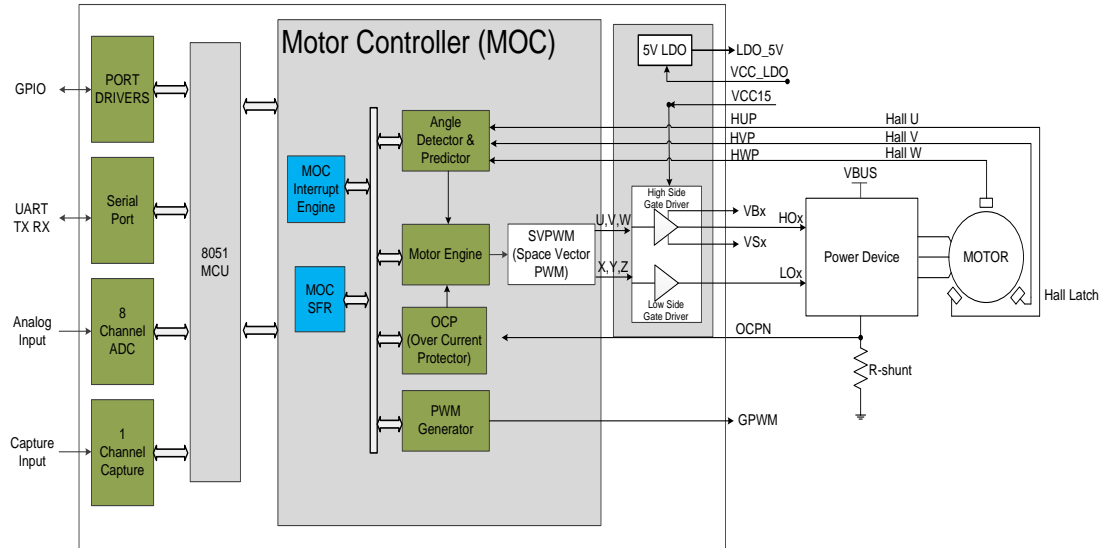 Motor Controller (MOC)
5V LDO
LDO_5V
VCC_LDO
VCC15
GPIO
PORT
DRIVERS
HUP
Hall U
HVP
Hall V
HWP
Hall W
Angle
Detector &
Predictor
MOC
Interrupt
Engine
VBUS
UART
TX RX
Serial
Port
8051
MCU
High Side
Gate Driver
U,V,W
VBx
HOx
VSx
Motor Engine
SVPWM
(Space Vector
PWM)
X,Y,Z
Power Device
MOTOR
LOx
MOC
SFR
Low Side
Gate Driver
Hall Latch
Analog
Input
8
Channel
ADC
OCP
(Over Current
Protector)
OCPN
R-shunt
Capture
Input
1
Channel
Capture
PWM
Generator
GPWM